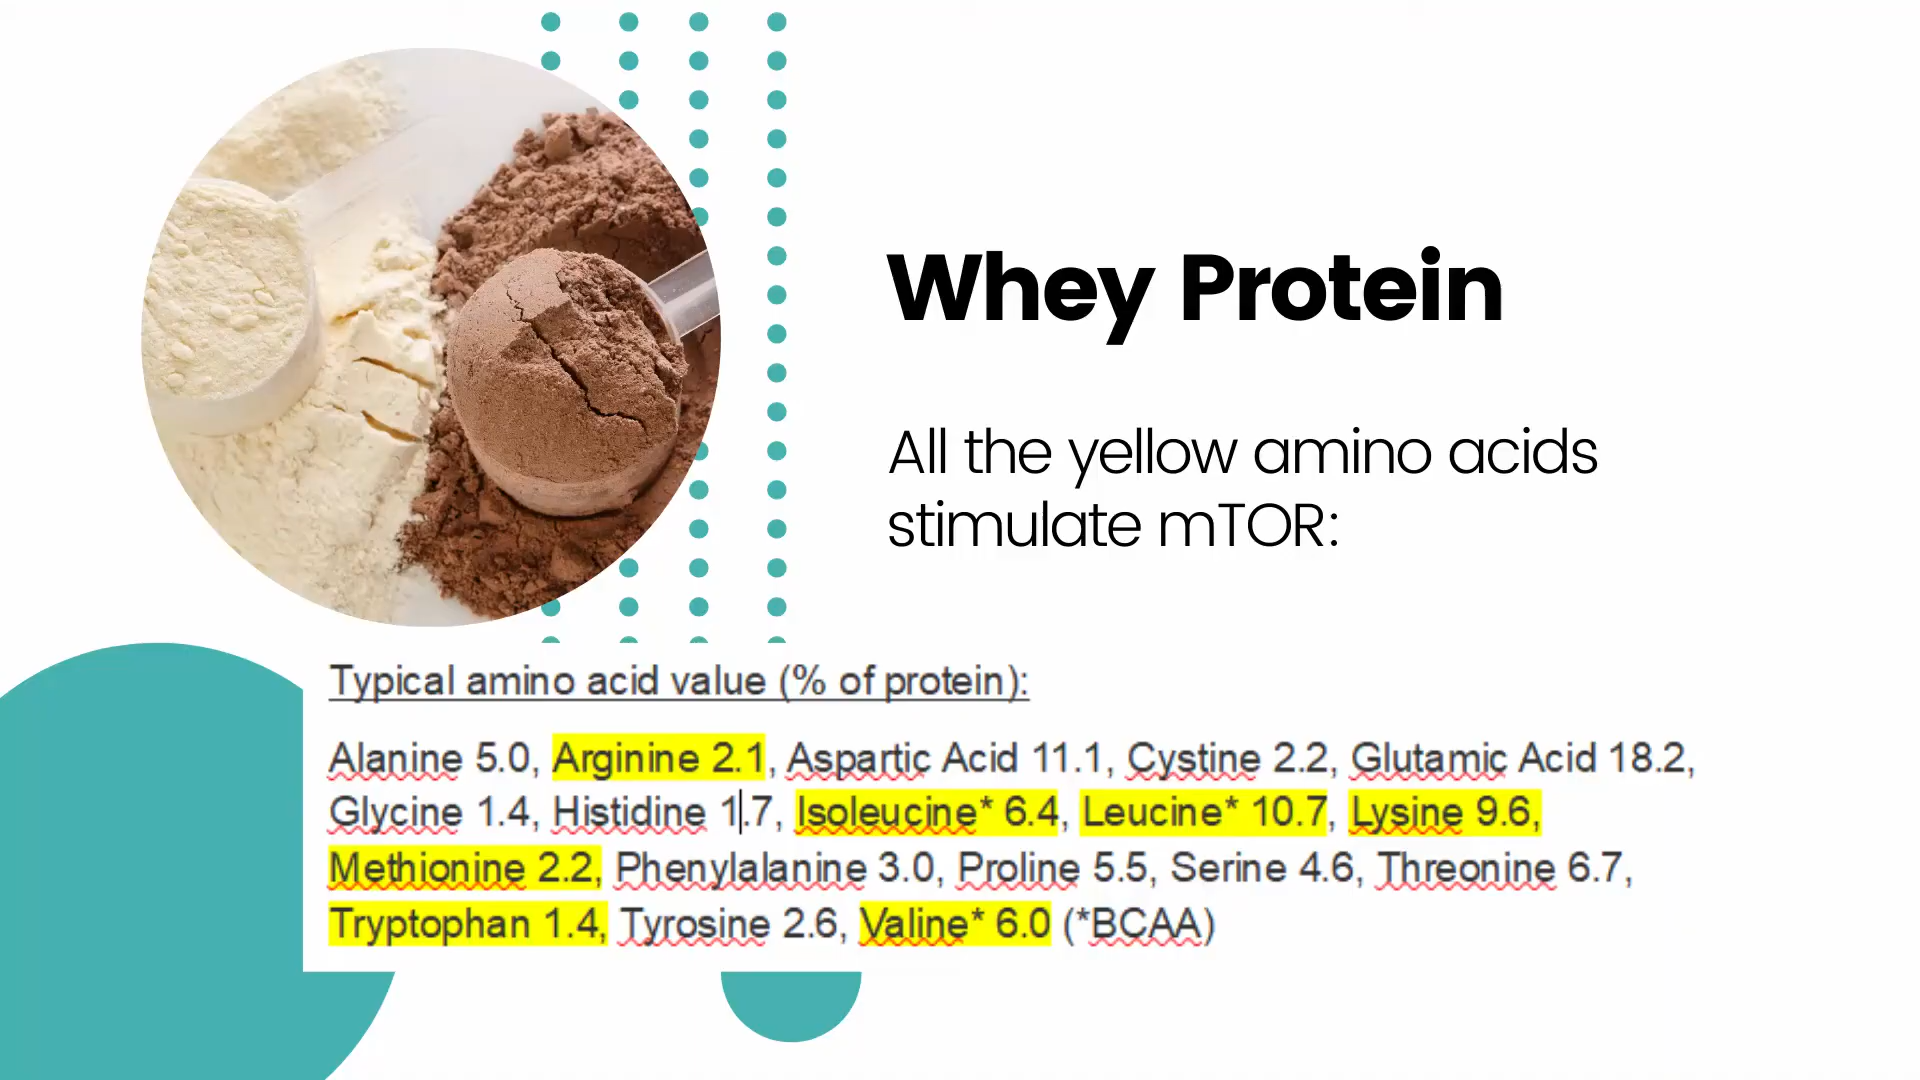 Whey Protein
All the yellow amino acids
stimulate mTOR:
Typical amino acid value (% of protein):
Alanine 5.0, Arginine 2.1, Aspartic Acid 11.1, Cystine 2.2, Glutamic Acid 18.2,
Glycine 1.4, Histidine 1.7, Isoleucine* 6.4, Leucine* 10.7, Lysine 9.6,
Methionine 2.2, Phenylalanine 3.0, Proline 5.5, Serine 4.6, Threonine 6.7,
Tryptophan 1.4, Tyrosine 2.6, Valine* 6.0 (*BCAA)